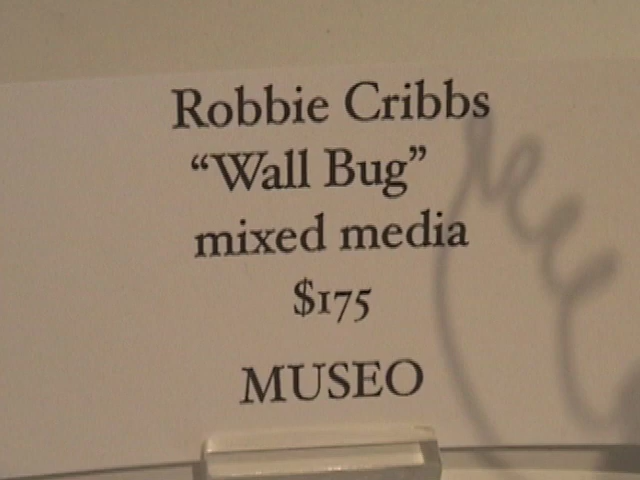 Robbie Cribbs
“Wall Bug”
mixed media
$175
MUSEO